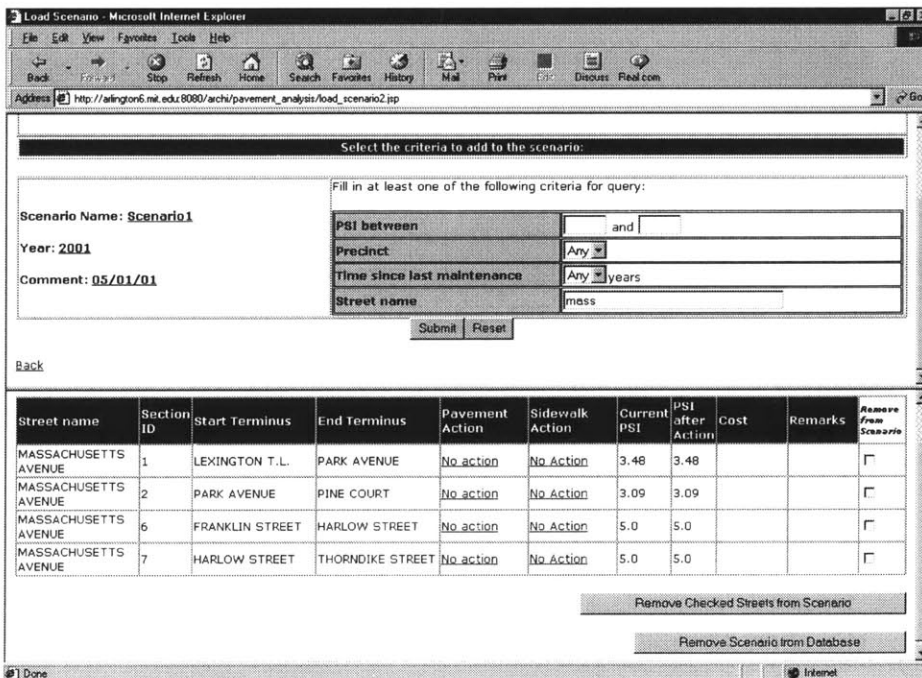 Load Scenario - Microsoft Internet Explorer
File Edit View Favorites Tools Help
Back Forward Stop Refresh Home Search Favorites History Mail Print Edit Discuss Real.com
Address http://arlington6.mit.edu:8080/archi/pavement_analysis/load_scenario2.jsp Go
Select the criteria to add to the scenario:
Scenario Name: Scenario1
Year: 2001
Comment: 05/01/01
Fill in at least one of the following criteria for query:
PSI between and
Precinct Any
Time since last maintenance Any years
Street name mass
Submit Reset
Back
Street name Section ID Start Terminus End Terminus Pavement Action Sidewalk Action Current PSI PSI after Action Cost Remarks Remove from Scenario
MASSACHUSETTS AVENUE 1 LEXINGTON T.L. PARK AVENUE No action No Action 3.48 3.48
MASSACHUSETTS AVENUE 2 PARK AVENUE PINE COURT No action No Action 3.09 3.09
MASSACHUSETTS AVENUE 6 FRANKLIN STREET HARLOW STREET No action No Action 5.0 5.0
MASSACHUSETTS AVENUE 7 HARLOW STREET THORNDIKE STREET No action No Action 5.0 5.0
Remove Checked Streets from Scenario
Remove Scenario from Database
Done Internet